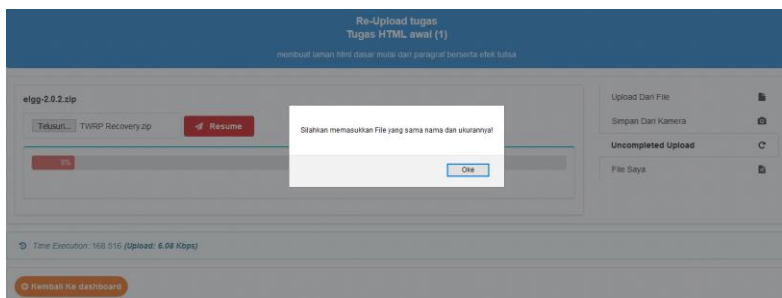 Re-Upload tugas
Tugas HTML awal (1)
membuat laman html dasar mulai dari paragraf berserta efek tulisa
elgg-2.0.2.zip
Telusuri... TWRP Recovery.zip
Resume
9%
Silahkan memasukkan File yang sama nama dan ukurannya!
Oke
Upload Dari File
Simpan Dari Kamera
Uncompleted Upload
File Saya
Time Execution: 168.516 (Upload: 6.08 Kbps)
Kembali Ke dashboard